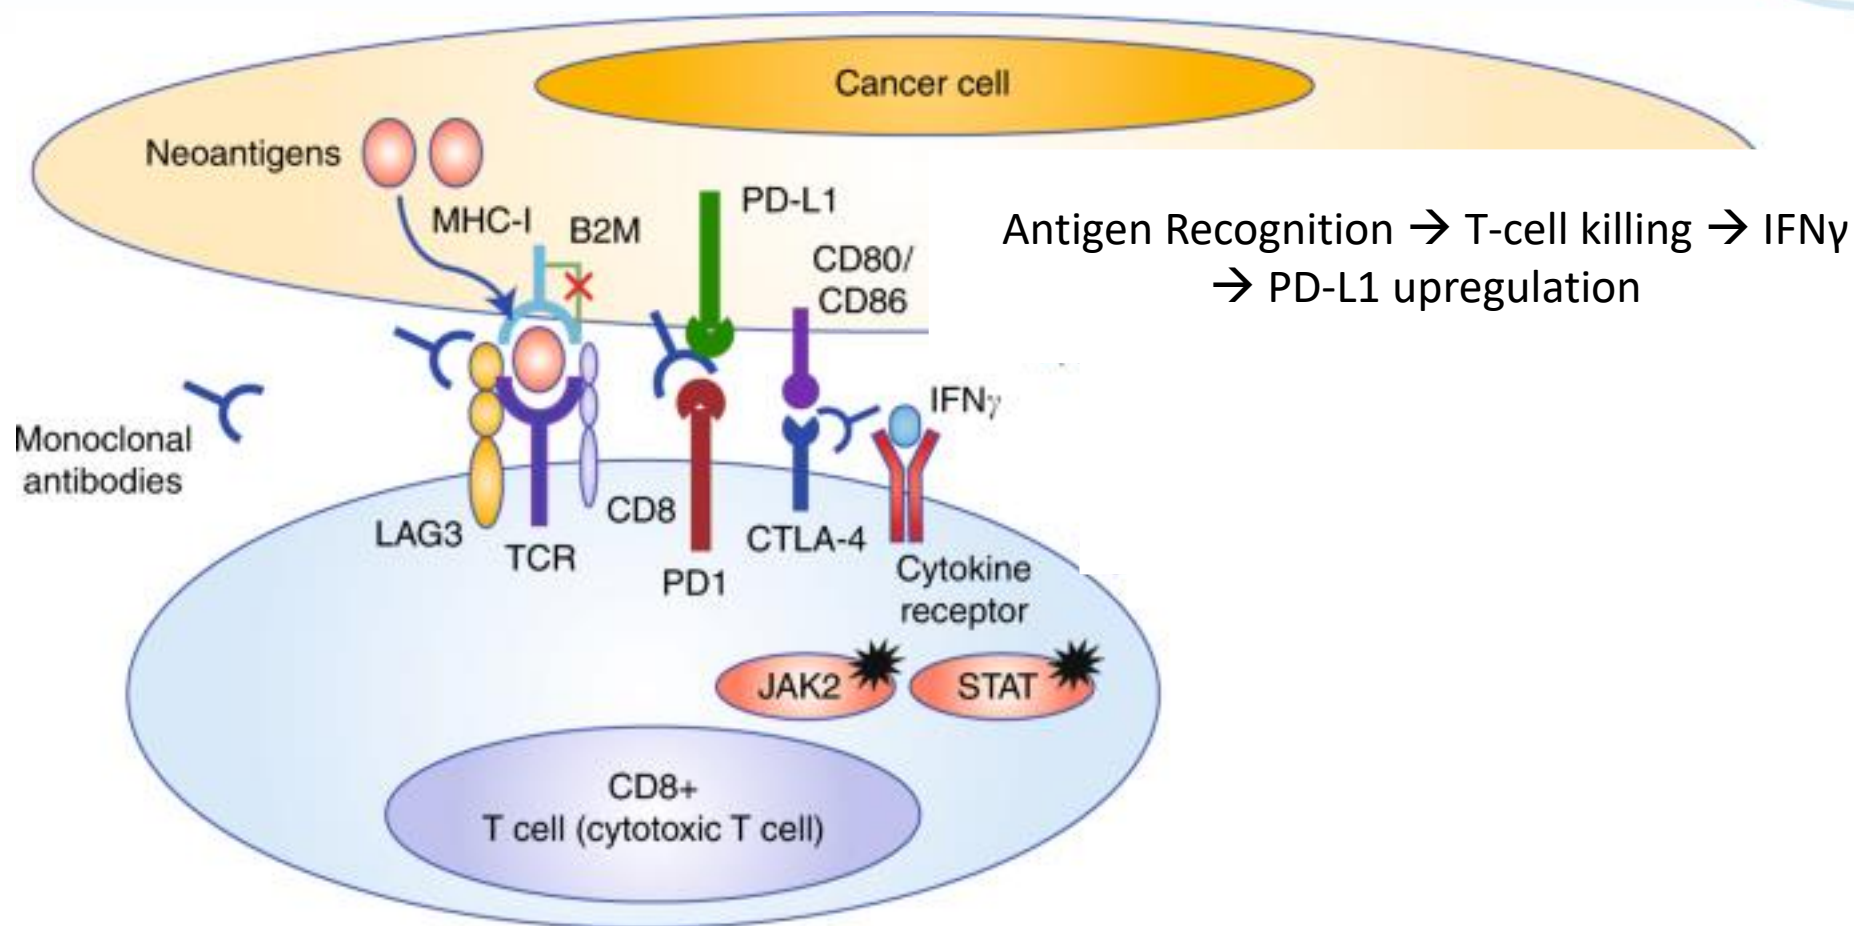 Cancer cell
Neoantigens
MHC-I
B2M
PD-L1
CD80/
CD86
Antigen Recognition → T-cell killing → IFNγ
→ PD-L1 upregulation
IFNγ
Monoclonal
antibodies
LAG3
TCR
CD8
PD1
CTLA-4
Cytokine
receptor
JAK2
STAT
CD8+
T cell (cytotoxic T cell)